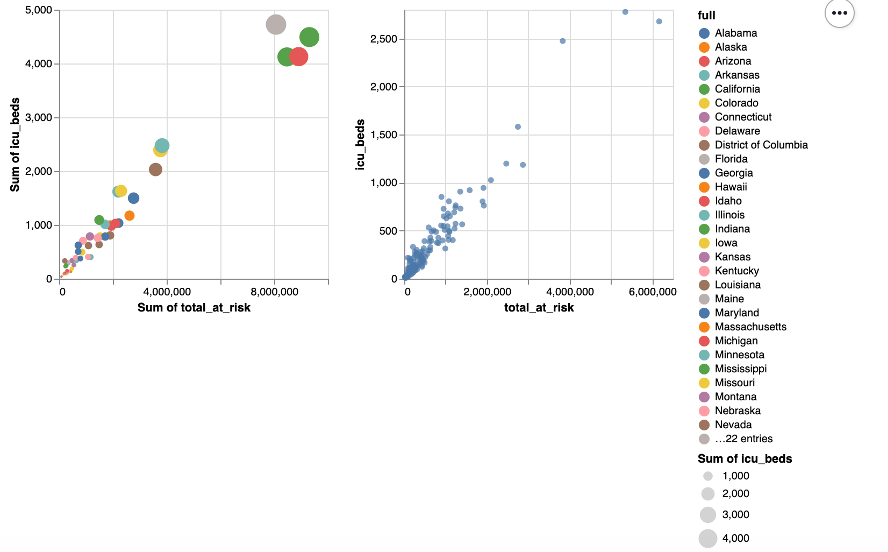 5,000
4,000
3,000
2,000
1,000
0
Sum of icu_beds
0
4,000,000
8,000,000
Sum of total_at_risk
2,500
2,000
1,500
1,000
500
0
icu_beds
0
2,000,000
4,000,000
6,000,000
total_at_risk
full
Alabama
Alaska
Arizona
Arkansas
California
Colorado
Connecticut
Delaware
District of Columbia
Florida
Georgia
Hawaii
Idaho
Illinois
Indiana
Iowa
Kansas
Kentucky
Louisiana
Maine
Maryland
Massachusetts
Michigan
Minnesota
Mississippi
Missouri
Montana
Nebraska
Nevada
…22 entries
Sum of icu_beds
1,000
2,000
3,000
4,000